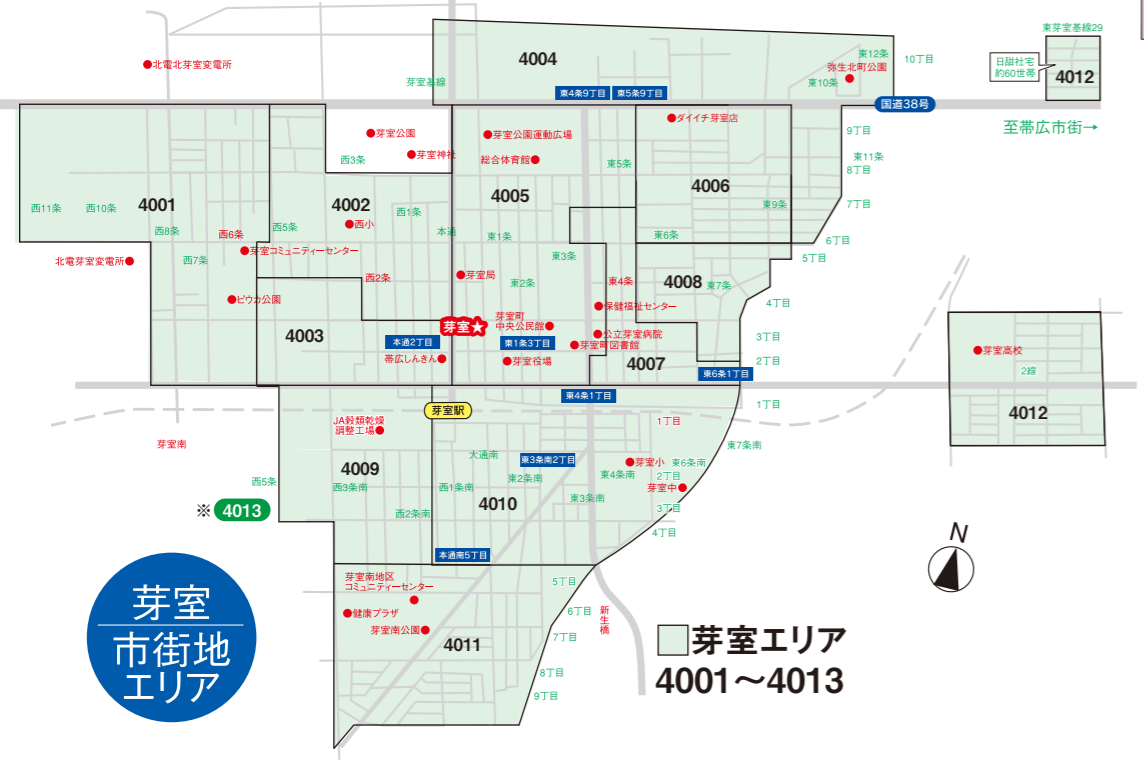 東芽室基線29
4004
東12条
10丁目
北電北芽室変電所
弥生北町公園
日甜社宅
約60世帯
4012
芽室基線
東10条
東4条9丁目
東5条9丁目
国道38号
至帯広市街→
ダイイチ芽室店
芽室公園
芽室公園運動広場
9丁目
西3条
芽室神社
総合体育館
東5条
東11条
8丁目
4006
4005
4001
4002
東9条
7丁目
西11条
西10条
西1条
西小
西8条
西6条
西5条
本通
東1条
東6条
6丁目
芽室コミュニティーセンター
北電芽室変電所
西7条
東3条
5丁目
芽室局
西2条
東2条
東4条
4008
東7条
ピウカ公園
保健福祉センター
4丁目
芽室町
中央公民館
芽室★
4003
公立芽室病院
3丁目
本通2丁目
東1条3丁目
芽室町図書館
芽室高校
帯広しんきん
芽室役場
4007
2丁目
東6条1丁目
2線
東4条1丁目
1丁目
芽室駅
4012
JA穀類乾燥
調整工場
1丁目
芽室南
東7条南
大通南
東3条南2丁目
芽室小
東6条南
4009
西5条
西3条南
西1条南
東2条南
東4条南
2丁目
芽室中
4010
東3条南
※
4013
西2条南
3丁目
4丁目
本通南5丁目
N
芽室南地区
コミュニティーセンター
5丁目
健康プラザ
6丁目
新生橋
芽室南公園
7丁目
4011
8丁目
9丁目
芽室
市街地
エリア
芽室エリア
4001〜4013